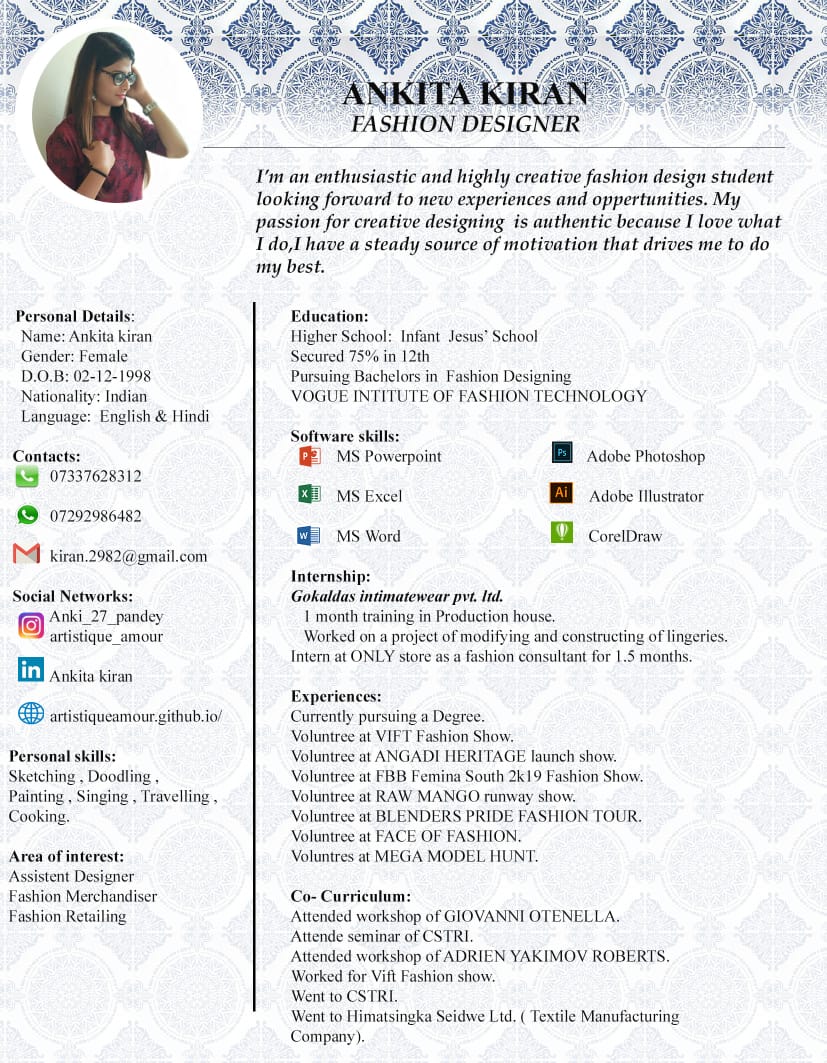 ANKITA KIRAN
FASHION DESIGNER
I'm an enthusiastic and highly creative fashion design student
looking forward to new experiences and oppertunities. My
passion for creative designing is authentic because I love what
I do,I have a steady source of motivation that drives me to do
my best.
Personal Details:
Name: Ankita kiran
Gender: Female
D.O.B: 02-12-1998
Nationality: Indian
Language: English & Hindi
Contacts:
07337628312
07292986482
kiran.2982@gmail.com
Social Networks:
Anki_27_pandey
artistique_amour
in Ankita kiran
artistiqueamour.github.io/
Personal skills:
Sketching , Doodling ,
Painting , Singing , Travelling ,
Cooking.
Area of interest:
Assistent Designer
Fashion Merchandiser
Fashion Retailing
Education:
Higher School: Infant Jesus' School
Secured 75% in 12th
Pursuing Bachelors in Fashion Designing
VOGUE INTITUTE OF FASHION TECHNOLOGY
Software skills:
P MS Powerpoint
Ps Adobe Photoshop
X MS Excel
Ai Adobe Illustrator
W MS Word
CorelDraw
Internship:
Gokaldas intimatewear pvt. ltd.
1 month training in Production house.
Worked on a project of modifying and constructing of lingeries.
Intern at ONLY store as a fashion consultant for 1.5 months.
Experiences:
Currently pursuing a Degree.
Voluntree at VIFT Fashion Show.
Voluntree at ANGADI HERITAGE launch show.
Voluntree at FBB Femina South 2k19 Fashion Show.
Voluntree at RAW MANGO runway show.
Voluntree at BLENDERS PRIDE FASHION TOUR.
Voluntree at FACE OF FASHION.
Voluntres at MEGA MODEL HUNT.
Co- Curriculum:
Attended workshop of GIOVANNI OTENELLA.
Attende seminar of CSTRI.
Attended workshop of ADRIEN YAKIMOV ROBERTS.
Worked for Vift Fashion show.
Went to CSTRI.
Went to Himatsingka Seidwe Ltd. ( Textile Manufacturing
Company).